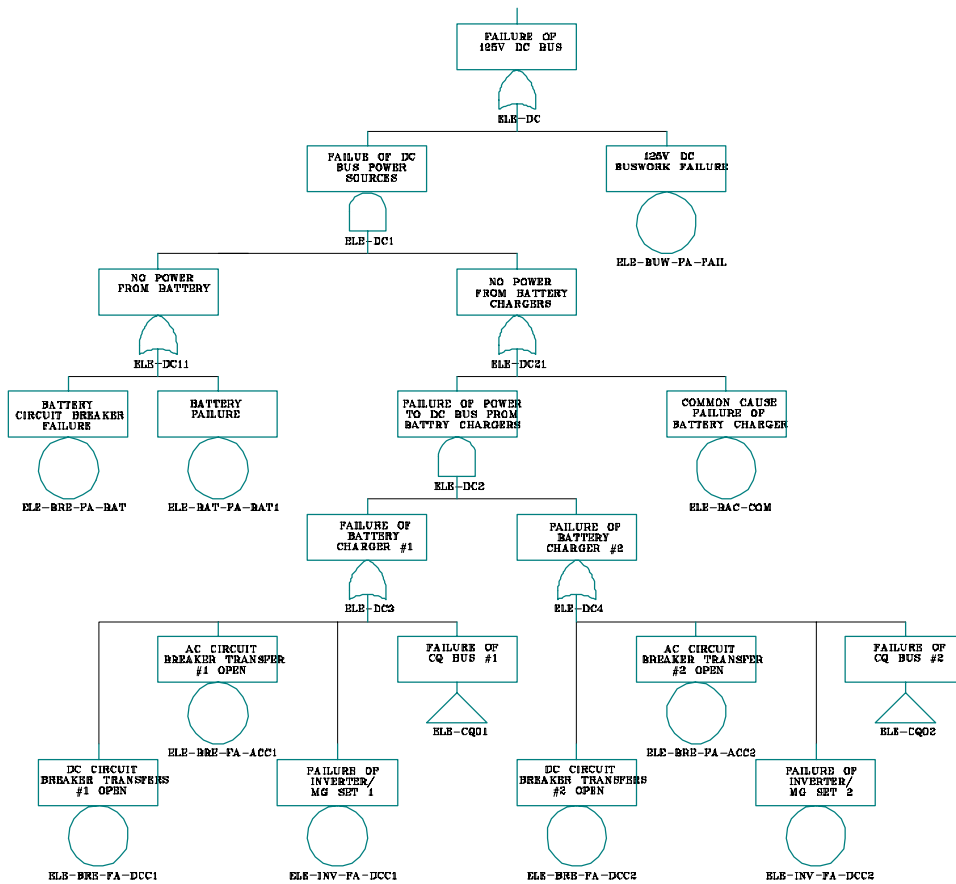 FAILURE OF
125V DC BUS
ELE-DC
FAILUE OF DC
BUS POWER
SOURCES
125V DC
BUSWORK FAILURE
ELE-DC1
ELE-BUW-FA-FAIL
NO POWER
FROM BATTERY
NO POWER
FROM BATTERY
CHARGERS
ELE-DC11
ELE-DC21
BATTERY
CIRCUIT BREAKER
FAILURE
BATTERY
FAILURE
FAILURE OF POWER
TO DC BUS FROM
BATTRY CHARGERS
COMMON CAUSE
FAILURE OF
BATTERY CHARGER
ELE-BRE-FA-BAT
ELE-BAT-FA-BAT1
ELE-DC2
ELE-BAC-COM
FAILURE OF
BATTERY
CHARGER #1
FAILURE OF
BATTERY
CHARGER #2
ELE-DC3
ELE-DC4
AC CIRCUIT
BREAKER TRANSFER
#1 OPEN
FAILURE OF
CQ BUS #1
AC CIRCUIT
BREAKER TRANSFER
#2 OPEN
FAILURE OF
CQ BUS #2
ELE-BRE-FA-ACC1
ELE-CQ01
ELE-BRE-FA-ACC2
ELE-CQ02
DC CIRCUIT
BREAKER TRANSFERS
#1 OPEN
FAILURE OF
INVERTER/
MG SET 1
DC CIRCUIT
BREAKER TRANSFERS
#2 OPEN
FAILURE OF
INVERTER/
MG SET 2
ELE-BRE-FA-DCC1
ELE-INV-FA-DCC1
ELE-BRE-FA-DCC2
ELE-INV-FA-DCC2